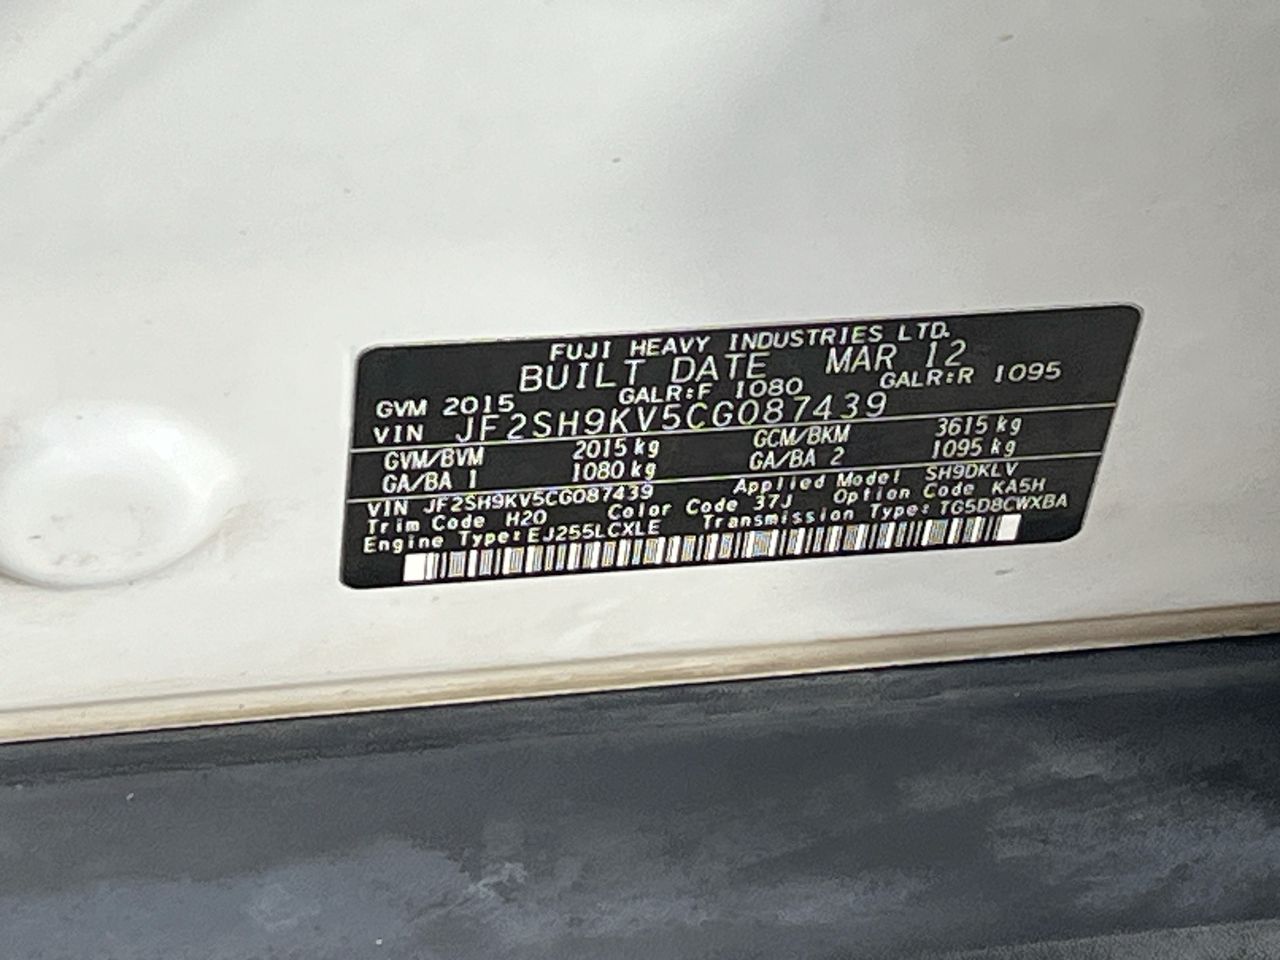 FUJI HEAVY INDUSTRIES LTD.
BUILT DATE MAR 12
GVM 2015 GALR:F 1080 GALR:R 1095
VIN JF2SH9KV5CG087439
GVM/BVM 2015 kg GCM/BKM 3615 kg
GA/BA 1 1080 kg GA/BA 2 1095 kg
VIN JF2SH9KV5CG087439 Applied Model SH9DKLV
Trim Code H20 Color Code 37J Option Code KA5H
Engine Type: EJ255LCXLE Transmission Type: TG5D8CWXBA